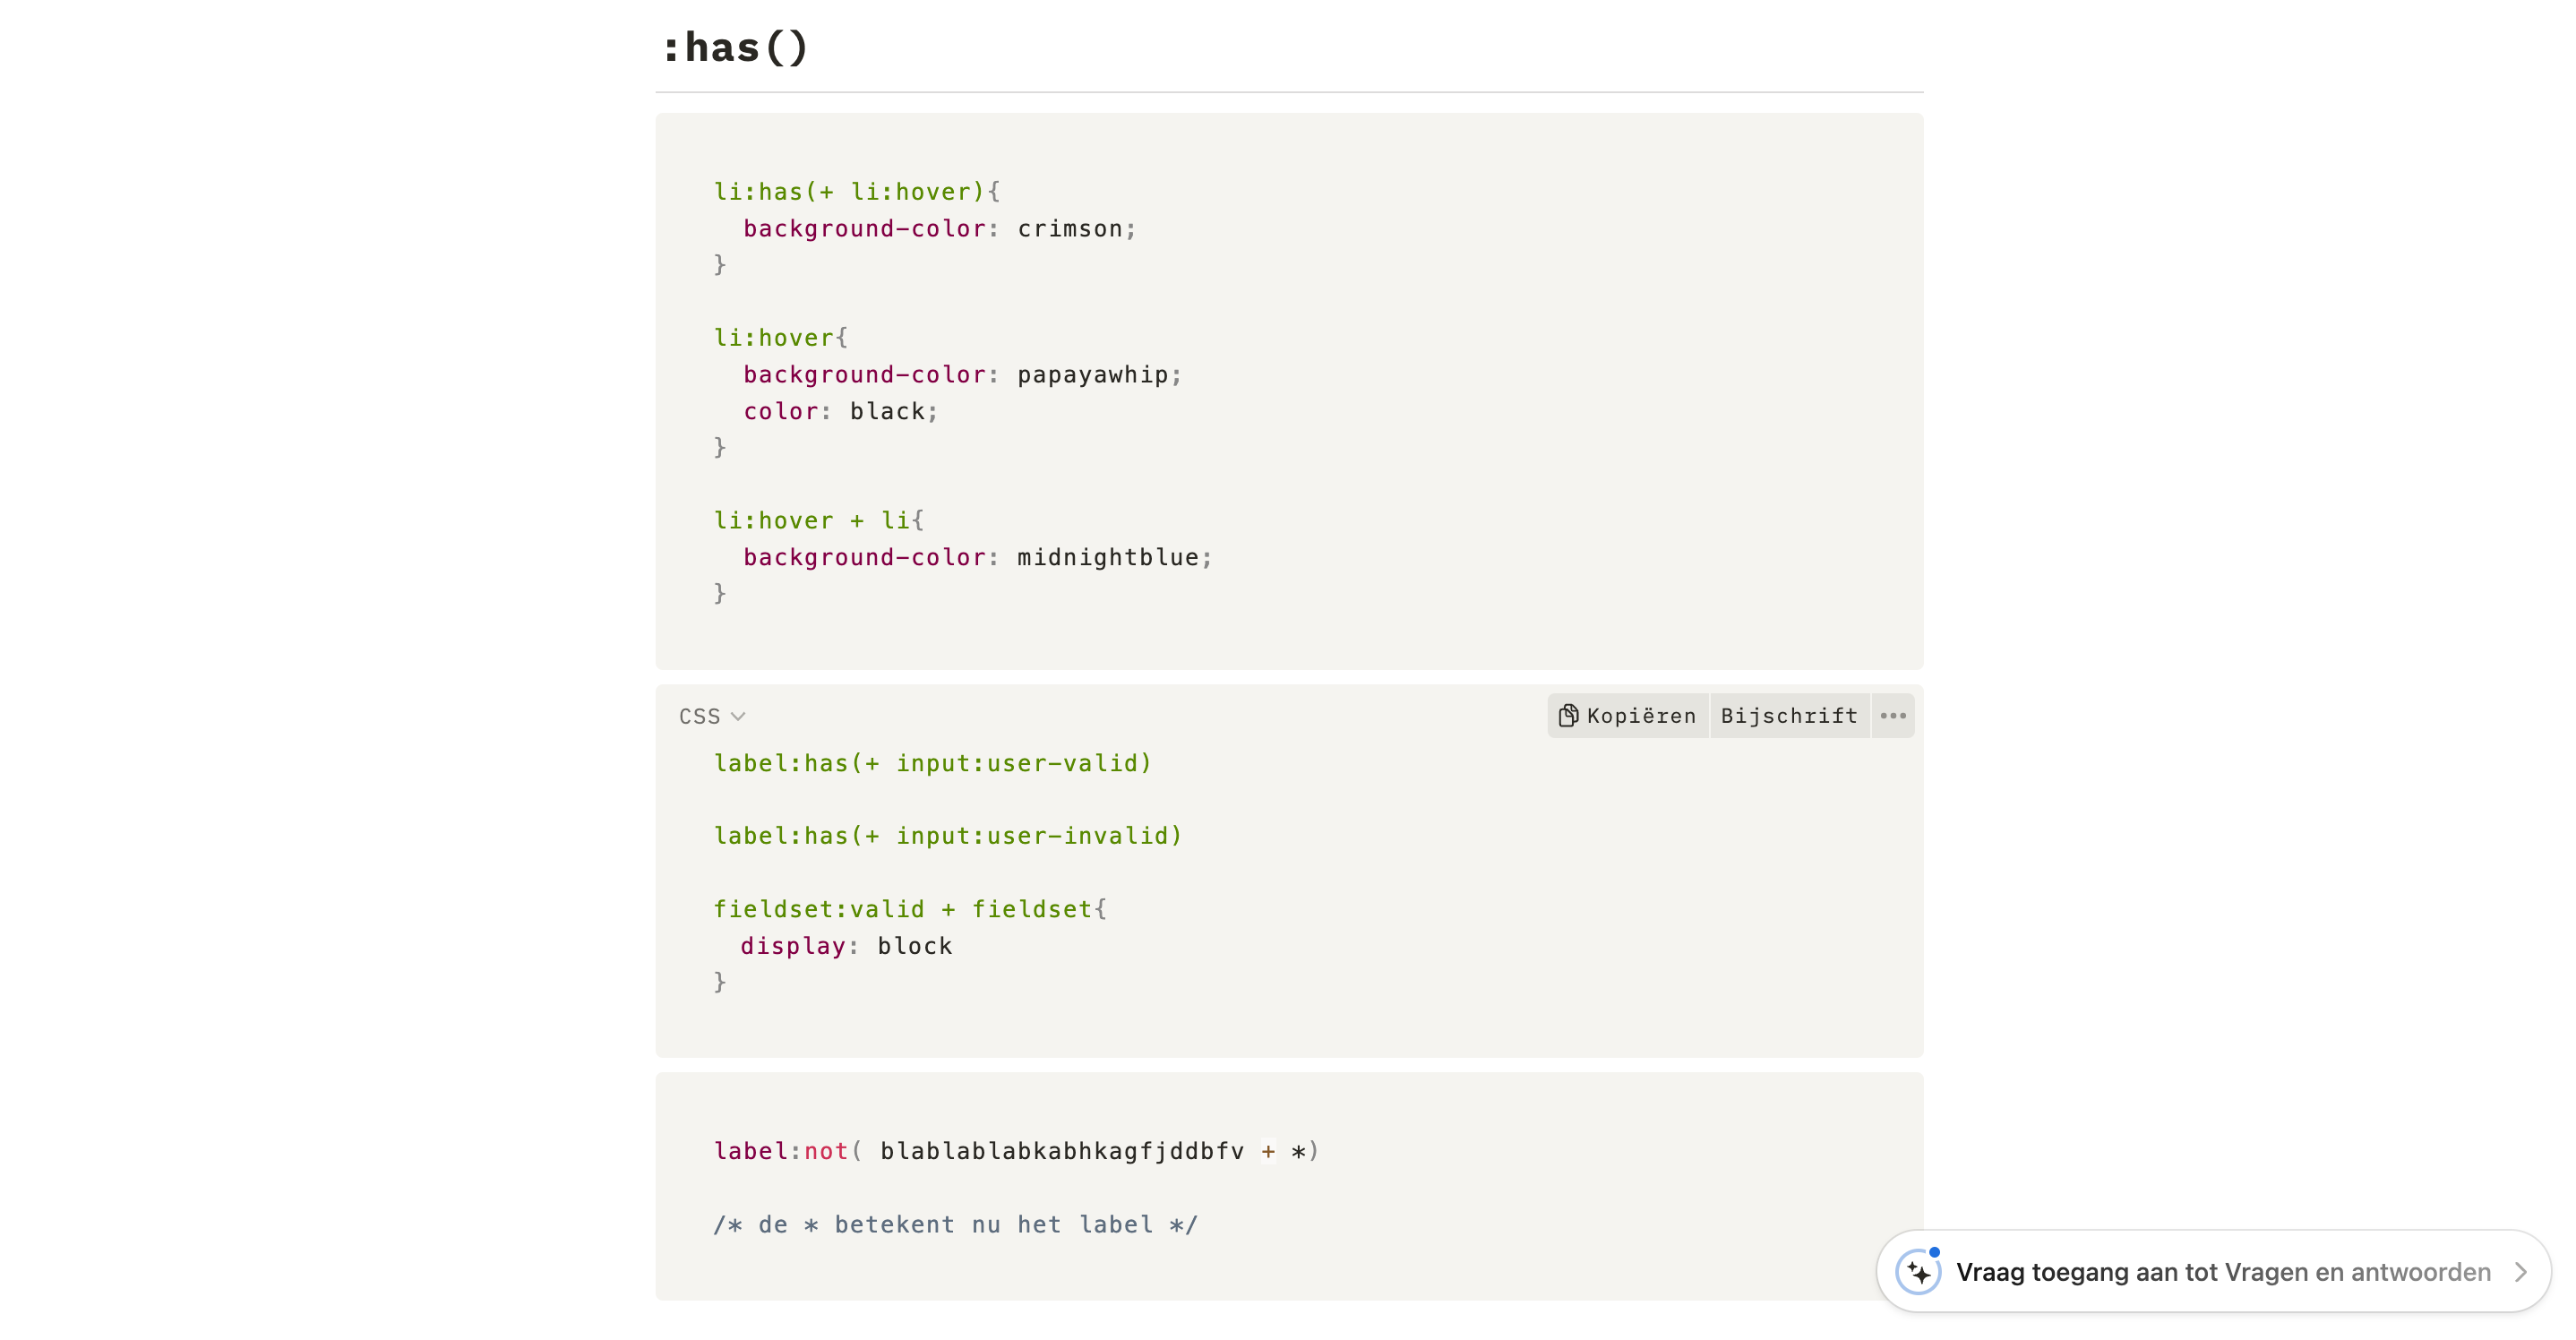 :has()
li:has(+ li:hover){
background-color: crimson;
}
li:hover{
background-color: papayawhip;
color: black;
}
li:hover + li{
background-color: midnightblue;
}
CSS
Kopiëren
Bijschrift
label:has(+ input:user-valid)
label:has(+ input:user-invalid)
fieldset:valid + fieldset{
display: block
}
label:not( blablablabkabhkagfjddbfv + *)
/* de * betekent nu het label */
Vraag toegang aan tot Vragen en antwoorden